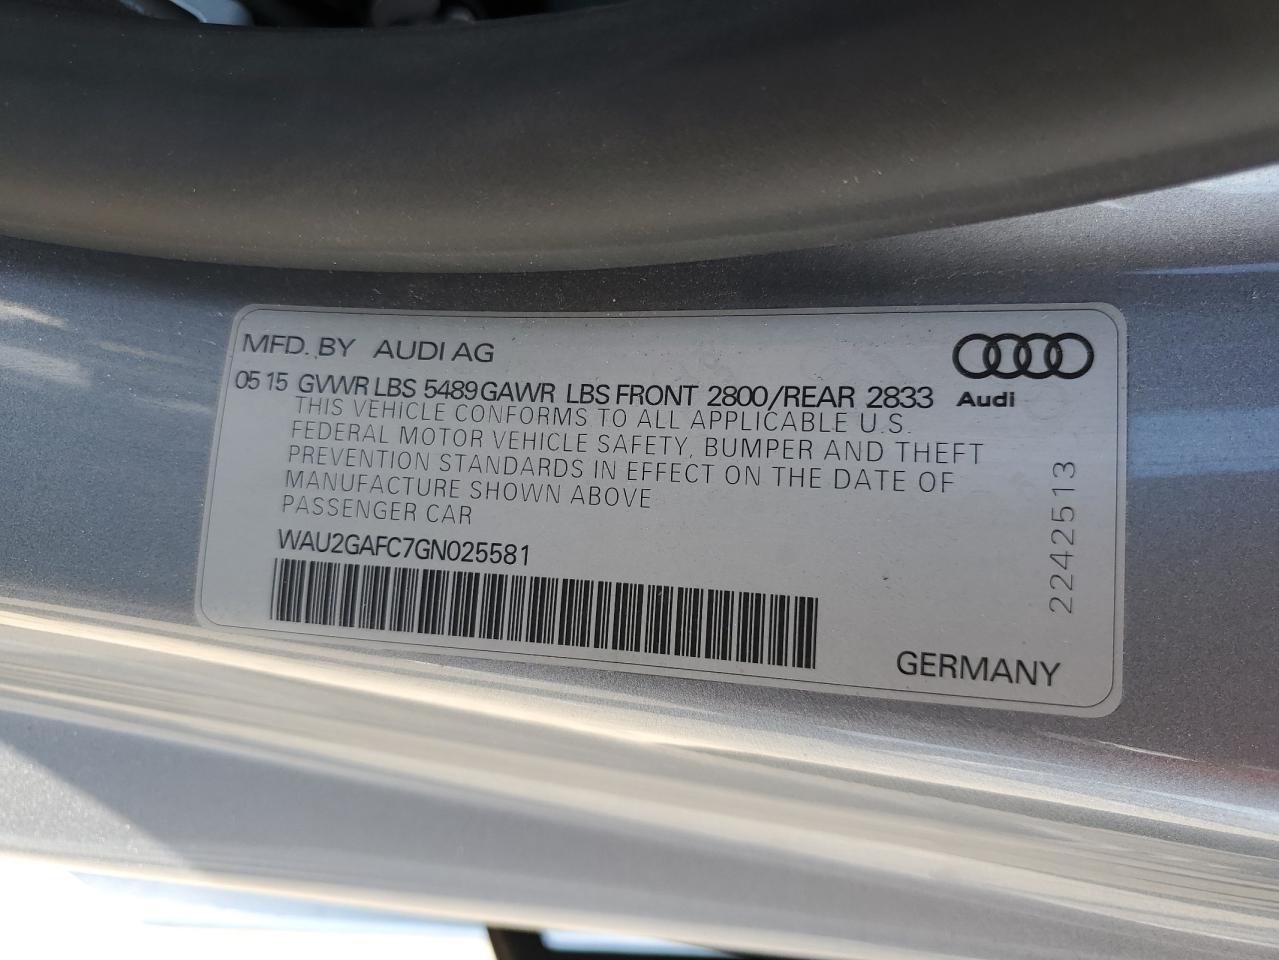 MFD. BY AUDI AG
05 15 GVWR LBS 5489 GAWR LBS FRONT 2800/REAR 2833
Audi
THIS VEHICLE CONFORMS TO ALL APPLICABLE U.S.
FEDERAL MOTOR VEHICLE SAFETY, BUMPER AND THEFT
PREVENTION STANDARDS IN EFFECT ON THE DATE OF
MANUFACTURE SHOWN ABOVE
PASSENGER CAR
WAU2GAFC7GN025581
2242513
GERMANY